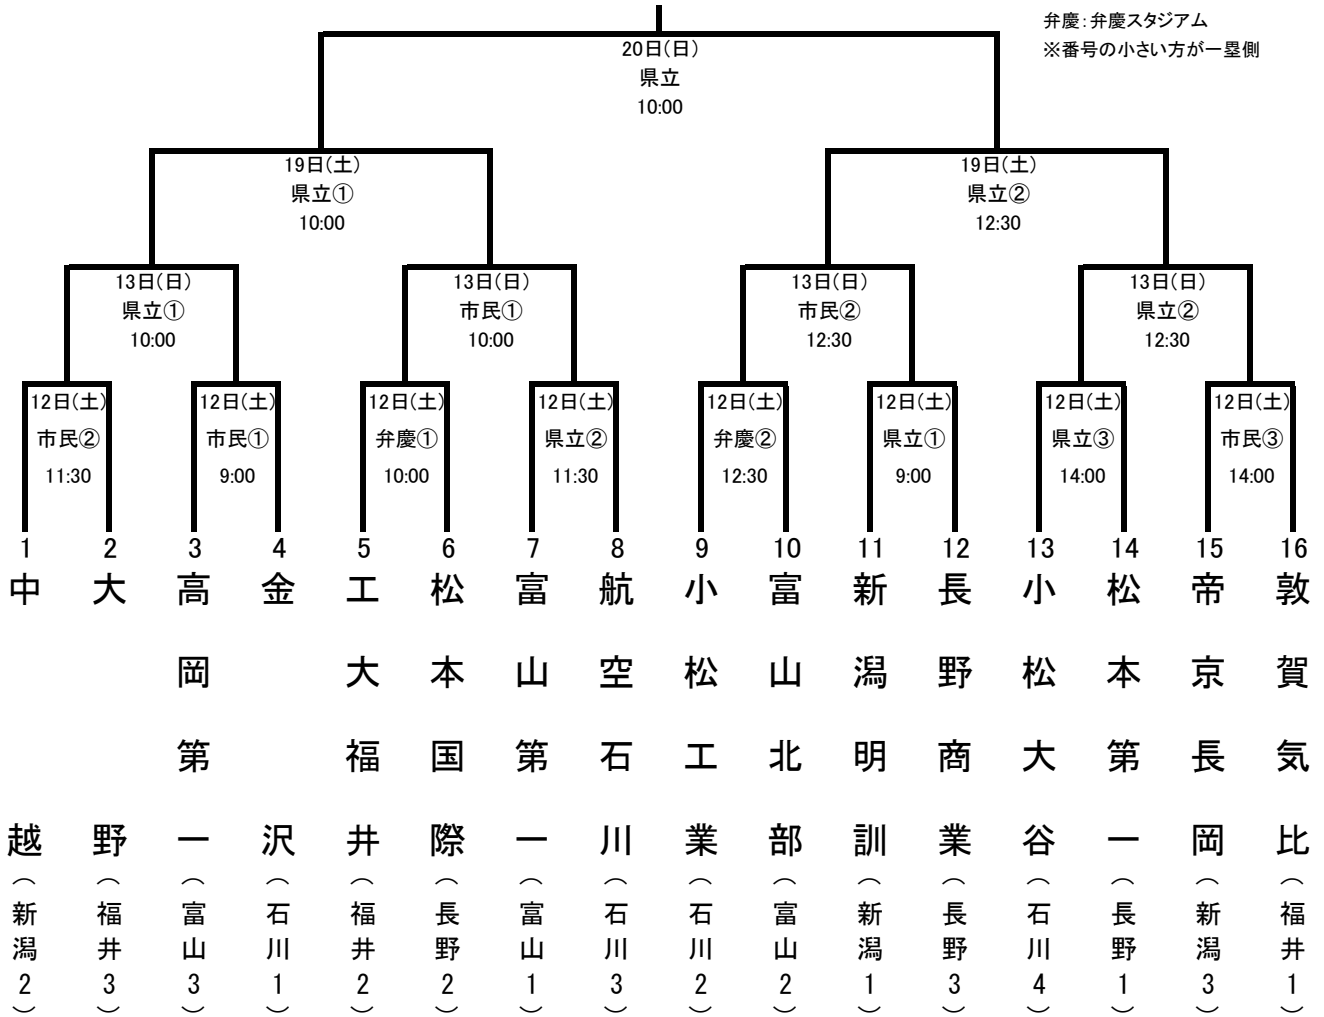 弁慶：弁慶スタジアム
※番号の小さい方が一塁側
20日(日)
県立
10:00
19日(土)
県立①
10:00
19日(土)
県立②
12:30
13日(日)
県立①
10:00
13日(日)
市民①
10:00
13日(日)
市民②
12:30
13日(日)
県立②
12:30
12日(土)
市民②
11:30
12日(土)
市民①
9:00
12日(土)
弁慶①
10:00
12日(土)
県立②
11:30
12日(土)
弁慶②
12:30
12日(土)
県立①
9:00
12日(土)
県立③
14:00
12日(土)
市民③
14:00
1
中越(新潟2)
2
大野(福井3)
3
高岡第一(富山3)
4
金沢(石川1)
5
工大福井(福井2)
6
松本国際(長野2)
7
富山第一(富山1)
8
航空石川(石川3)
9
小松工業(石川2)
10
富山北部(富山2)
11
新潟明訓(新潟1)
12
長野商業(長野3)
13
小松大谷(石川4)
14
松本第一(長野1)
15
帝京長岡(新潟3)
16
敦賀気比(福井1)